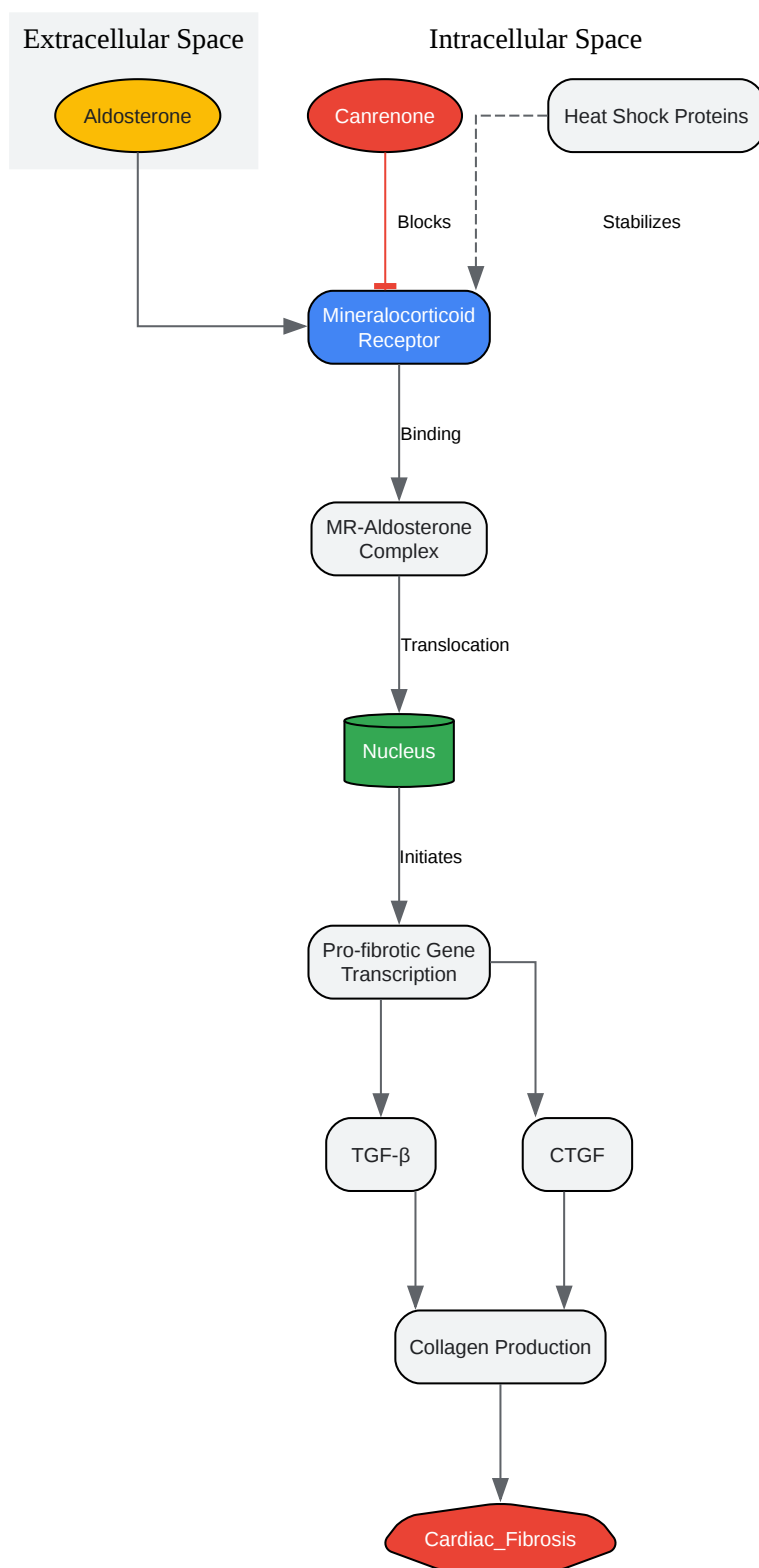 Extracellular Space
Intracellular Space
Aldosterone
Canrenone
Heat Shock Proteins
Blocks
Stabilizes
Mineralocorticoid
Receptor
Binding
MR-Aldosterone
Complex
Translocation
Nucleus
Initiates
Pro-fibrotic Gene
Transcription
TGF-β
CTGF
Collagen Production
Cardiac_Fibrosis